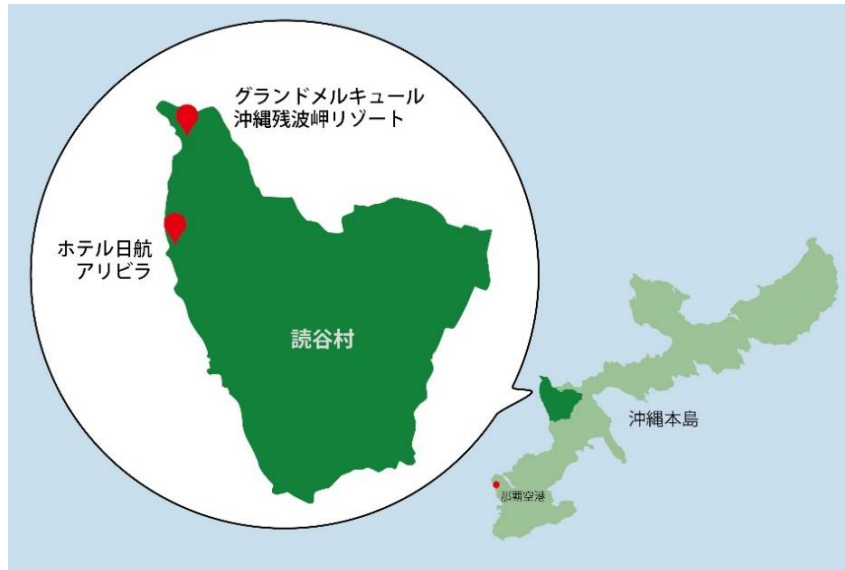 グランドメルキュール
沖縄残波岬リゾート
ホテル日航
アリビラ
読谷村
沖縄本島
那覇空港